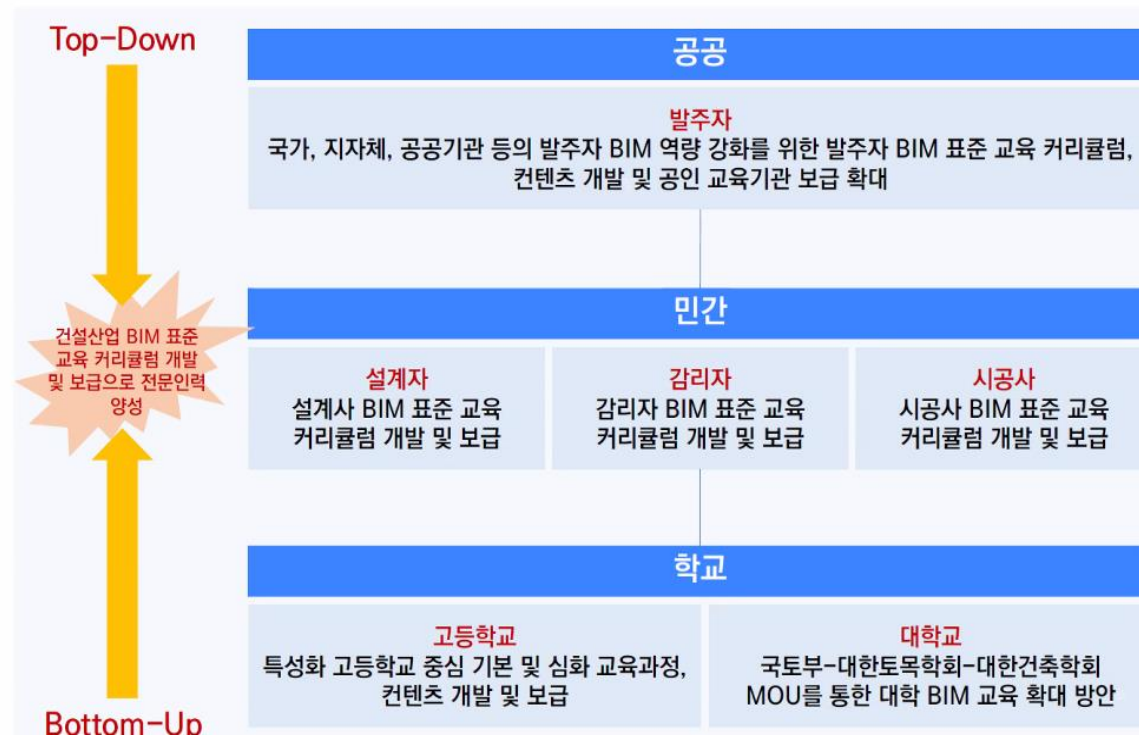 Top-Down
공공
발주자
국가, 지자체, 공공기관 등의 발주자 BIM 역량 강화를 위한 발주자 BIM 표준 교육 커리큘럼,
컨텐츠 개발 및 공인 교육기관 보급 확대
건설산업 BIM 표준
교육 커리큘럼 개발
및 보급으로 전문인력
양성
민간
설계자
설계사 BIM 표준 교육
커리큘럼 개발 및 보급
감리자
감리자 BIM 표준 교육
커리큘럼 개발 및 보급
시공사
시공사 BIM 표준 교육
커리큘럼 개발 및 보급
학교
고등학교
특성화 고등학교 중심 기본 및 심화 교육과정,
컨텐츠 개발 및 보급
대학교
국토부-대한토목학회-대한건축학회
MOU를 통한 대학 BIM 교육 확대 방안
Bottom-Up